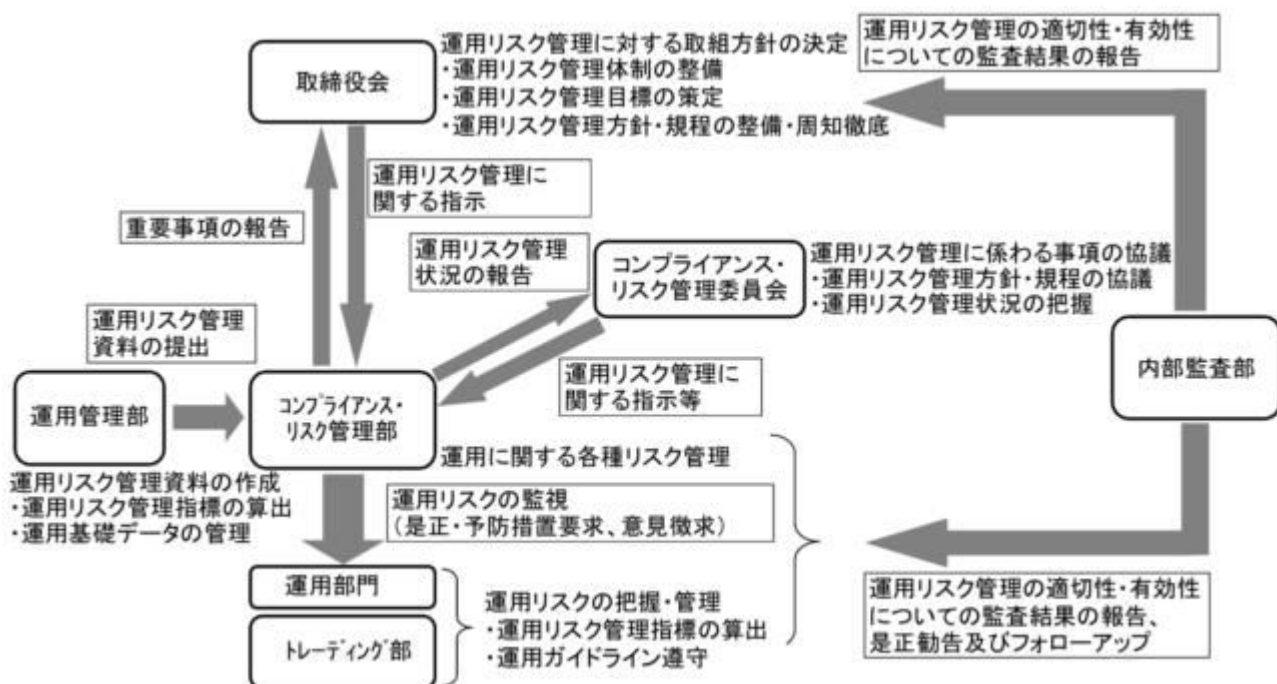 取締役会
運用リスク管理に対する取組方針の決定
・運用リスク管理体制の整備
・運用リスク管理目標の策定
・運用リスク管理方針・規程の整備・周知徹底
運用リスク管理の適切性・有効性
についての監査結果の報告
運用リスク管理に
関する指示
重要事項の報告
運用リスク管理
状況の報告
コンプライアンス・
リスク管理委員会
運用リスク管理に係わる事項の協議
・運用リスク管理方針・規程の協議
・運用リスク管理状況の把握
運用リスク管理
資料の提出
内部監査部
運用リスク管理に
関する指示等
運用管理部
コンプライアンス・
リスク管理部
運用に関する各種リスク管理
運用リスク管理資料の作成
・運用リスク管理指標の算出
・運用基礎データの管理
運用リスクの監視
(是正・予防措置要求、意見徴求)
運用部門
トレーディング部
運用リスクの把握・管理
・運用リスク管理指標の算出
・運用ガイドライン遵守
運用リスク管理の適切性・有効性
についての監査結果の報告、
是正勧告及びフォローアップ